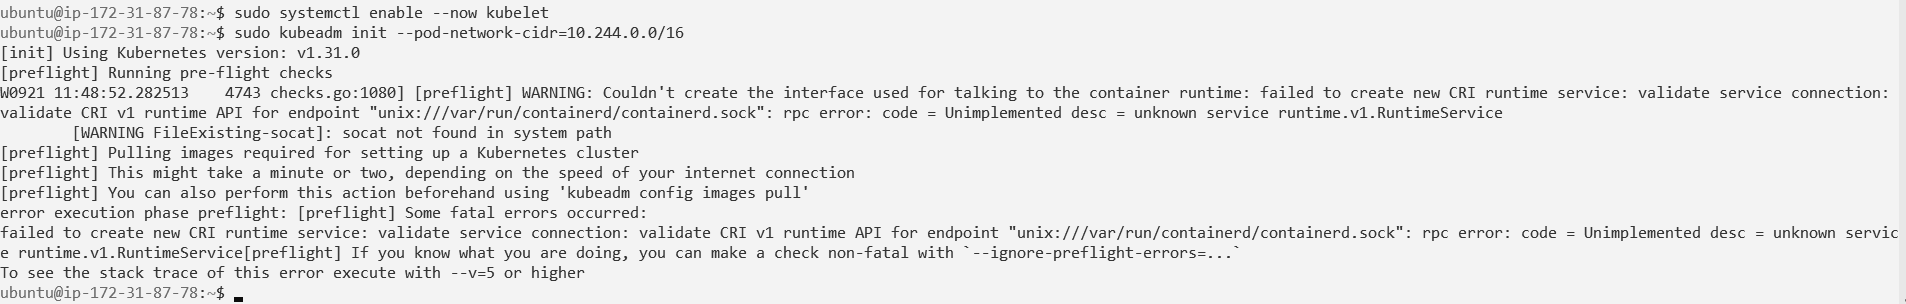 ubuntu@ip-172-31-87-78:~$ sudo systemctl enable --now kubelet
ubuntu@ip-172-31-87-78:~$ sudo kubeadm init --pod-network-cidr=10.244.0.0/16
[init] Using Kubernetes version: v1.31.0
[preflight] Running pre-flight checks
W0921 11:48:52.282513    4743 checks.go:1080] [preflight] WARNING: Couldn't create the interface used for talking to the container runtime: failed to create new CRI runtime service: validate service connection:
validate CRI v1 runtime API for endpoint "unix:///var/run/containerd/containerd.sock": rpc error: code = Unimplemented desc = unknown service runtime.v1.RuntimeService
        [WARNING FileExisting-socat]: socat not found in system path
[preflight] Pulling images required for setting up a Kubernetes cluster
[preflight] This might take a minute or two, depending on the speed of your internet connection
[preflight] You can also perform this action beforehand using 'kubeadm config images pull'
error execution phase preflight: [preflight] Some fatal errors occurred:
failed to create new CRI runtime service: validate service connection: validate CRI v1 runtime API for endpoint "unix:///var/run/containerd/containerd.sock": rpc error: code = Unimplemented desc = unknown servic
e runtime.v1.RuntimeService[preflight] If you know what you are doing, you can make a check non-fatal with `--ignore-preflight-errors=...`
To see the stack trace of this error execute with --v=5 or higher
ubuntu@ip-172-31-87-78:~$